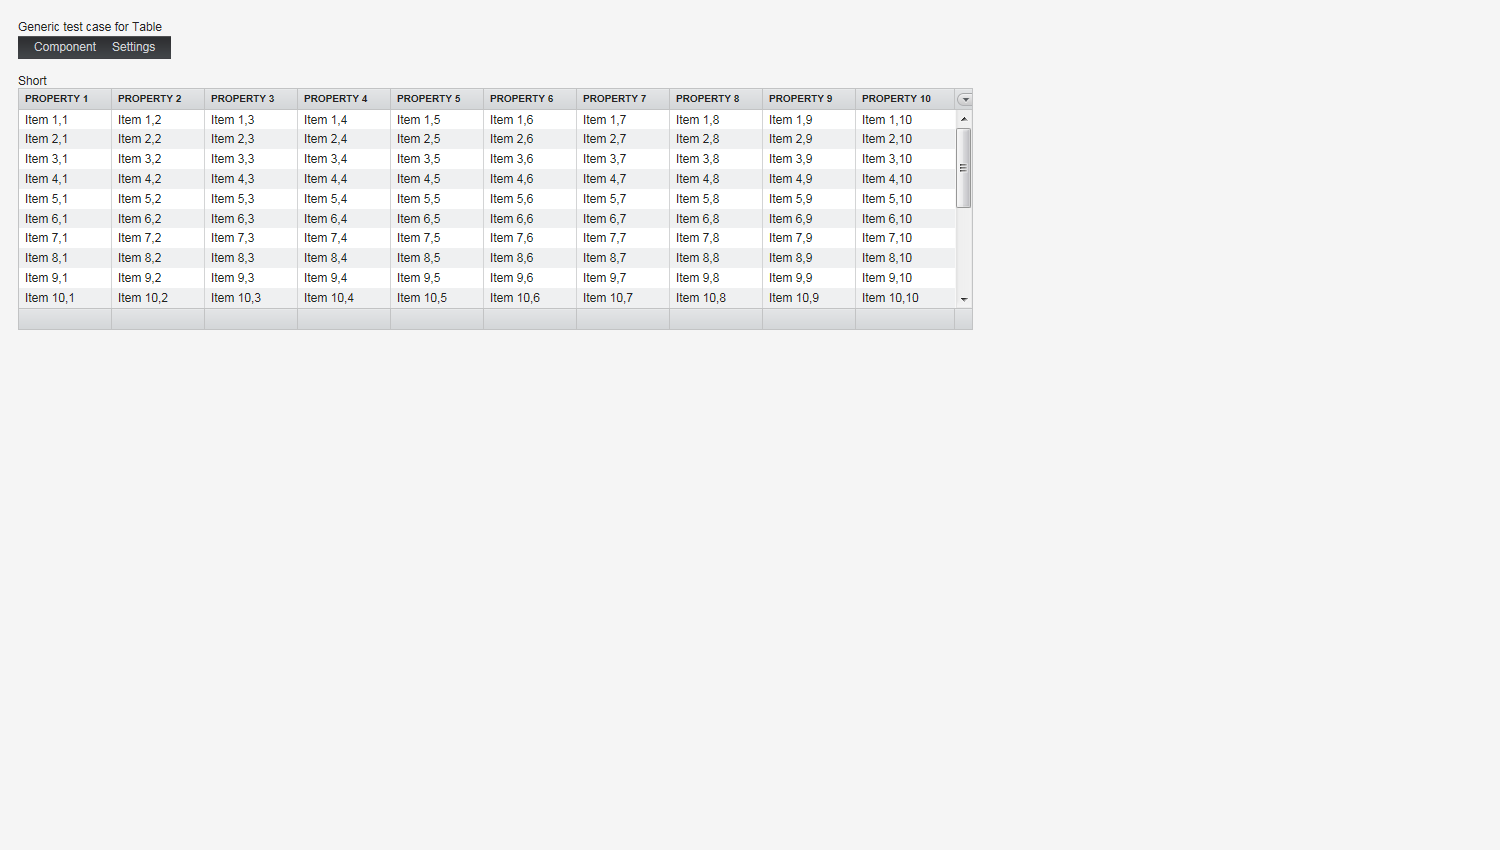 Generic test case for Table
Component Settings
Short
PROPERTY 1 PROPERTY 2 PROPERTY 3 PROPERTY 4 PROPERTY 5 PROPERTY 6 PROPERTY 7 PROPERTY 8 PROPERTY 9 PROPERTY 10
Item 1,1 Item 1,2 Item 1,3 Item 1,4 Item 1,5 Item 1,6 Item 1,7 Item 1,8 Item 1,9 Item 1,10
Item 2,1 Item 2,2 Item 2,3 Item 2,4 Item 2,5 Item 2,6 Item 2,7 Item 2,8 Item 2,9 Item 2,10
Item 3,1 Item 3,2 Item 3,3 Item 3,4 Item 3,5 Item 3,6 Item 3,7 Item 3,8 Item 3,9 Item 3,10
Item 4,1 Item 4,2 Item 4,3 Item 4,4 Item 4,5 Item 4,6 Item 4,7 Item 4,8 Item 4,9 Item 4,10
Item 5,1 Item 5,2 Item 5,3 Item 5,4 Item 5,5 Item 5,6 Item 5,7 Item 5,8 Item 5,9 Item 5,10
Item 6,1 Item 6,2 Item 6,3 Item 6,4 Item 6,5 Item 6,6 Item 6,7 Item 6,8 Item 6,9 Item 6,10
Item 7,1 Item 7,2 Item 7,3 Item 7,4 Item 7,5 Item 7,6 Item 7,7 Item 7,8 Item 7,9 Item 7,10
Item 8,1 Item 8,2 Item 8,3 Item 8,4 Item 8,5 Item 8,6 Item 8,7 Item 8,8 Item 8,9 Item 8,10
Item 9,1 Item 9,2 Item 9,3 Item 9,4 Item 9,5 Item 9,6 Item 9,7 Item 9,8 Item 9,9 Item 9,10
Item 10,1 Item 10,2 Item 10,3 Item 10,4 Item 10,5 Item 10,6 Item 10,7 Item 10,8 Item 10,9 Item 10,10